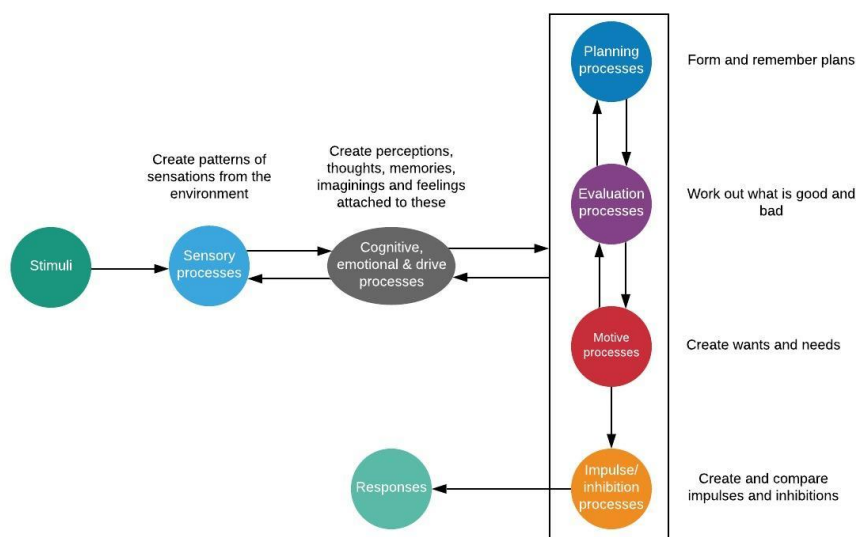 Planning
processes
Form and remember plans
Create patterns of
sensations from the
environment
Create perceptions,
thoughts, memories,
imaginings and feelings
attached to these
Evaluation
processes
Work out what is good and
bad
Stimuli
Sensory
processes
Cognitive,
emotional & drive
processes
Motive
processes
Create wants and needs
Responses
Impulse/
inhibition
processes
Create and compare
impulses and inhibitions